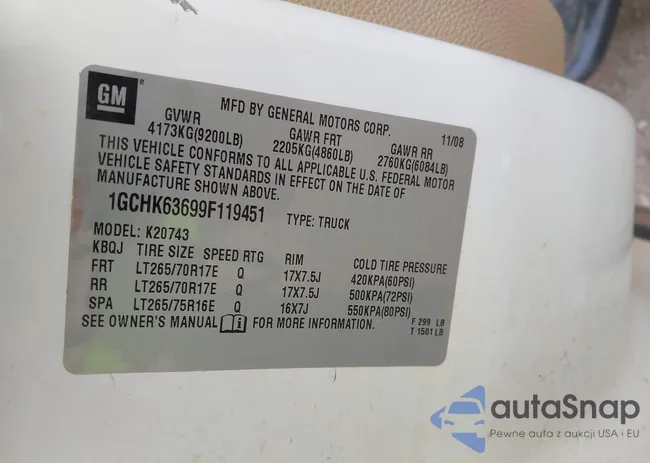 GM ®
MFD BY GENERAL MOTORS CORP. 11/08
GVWR GAWR FRT GAWR RR
4173KG(9200LB) 2205KG(4860LB) 2760KG(6084LB)
THIS VEHICLE CONFORMS TO ALL APPLICABLE U.S. FEDERAL MOTOR
VEHICLE SAFETY STANDARDS IN EFFECT ON THE DATE OF
MANUFACTURE SHOWN ABOVE.
1GCHK63699F119451 TYPE: TRUCK
MODEL: K20743
KBQJ TIRE SIZE SPEED RTG RIM COLD TIRE PRESSURE
FRT LT265/70R17E Q 17X7.5J 420KPA(60PSI)
RR LT265/70R17E Q 17X7.5J 500KPA(72PSI)
SPA LT265/75R16E Q 16X7J 550KPA(80PSI)
SEE OWNER'S MANUAL i FOR MORE INFORMATION.
F 299 LB
T 1501 LB
autaSnap
Pewne auta z aukcji USA i EU